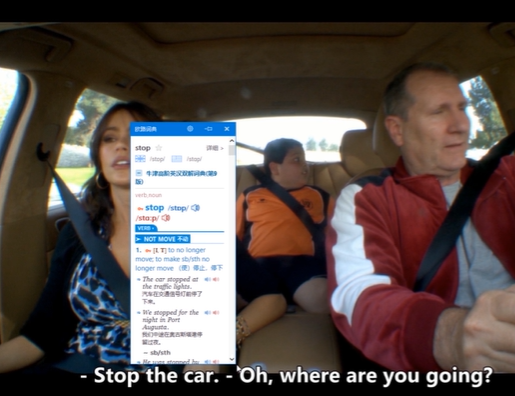 欧路词典
stop ☆ 详细
/stɒp/ /stɑːp/
牛津高阶英汉双解词典(第9
版)
verb.noun
stop /stɒp/
/stɑːp/
VERB
NOT MOVE 不动
1. [I, T] to no longer
move; to make sb/sth no
longer move （使）停止，停下
The car stopped at
the traffic lights.
汽车在交通信号灯前停了
下来。
We stopped for the
night in Port
Augusta.
我们中途在奥古斯塔港停
留过夜。
~ sb/sth
He was stopped by
- Stop the car. - Oh, where are you going?